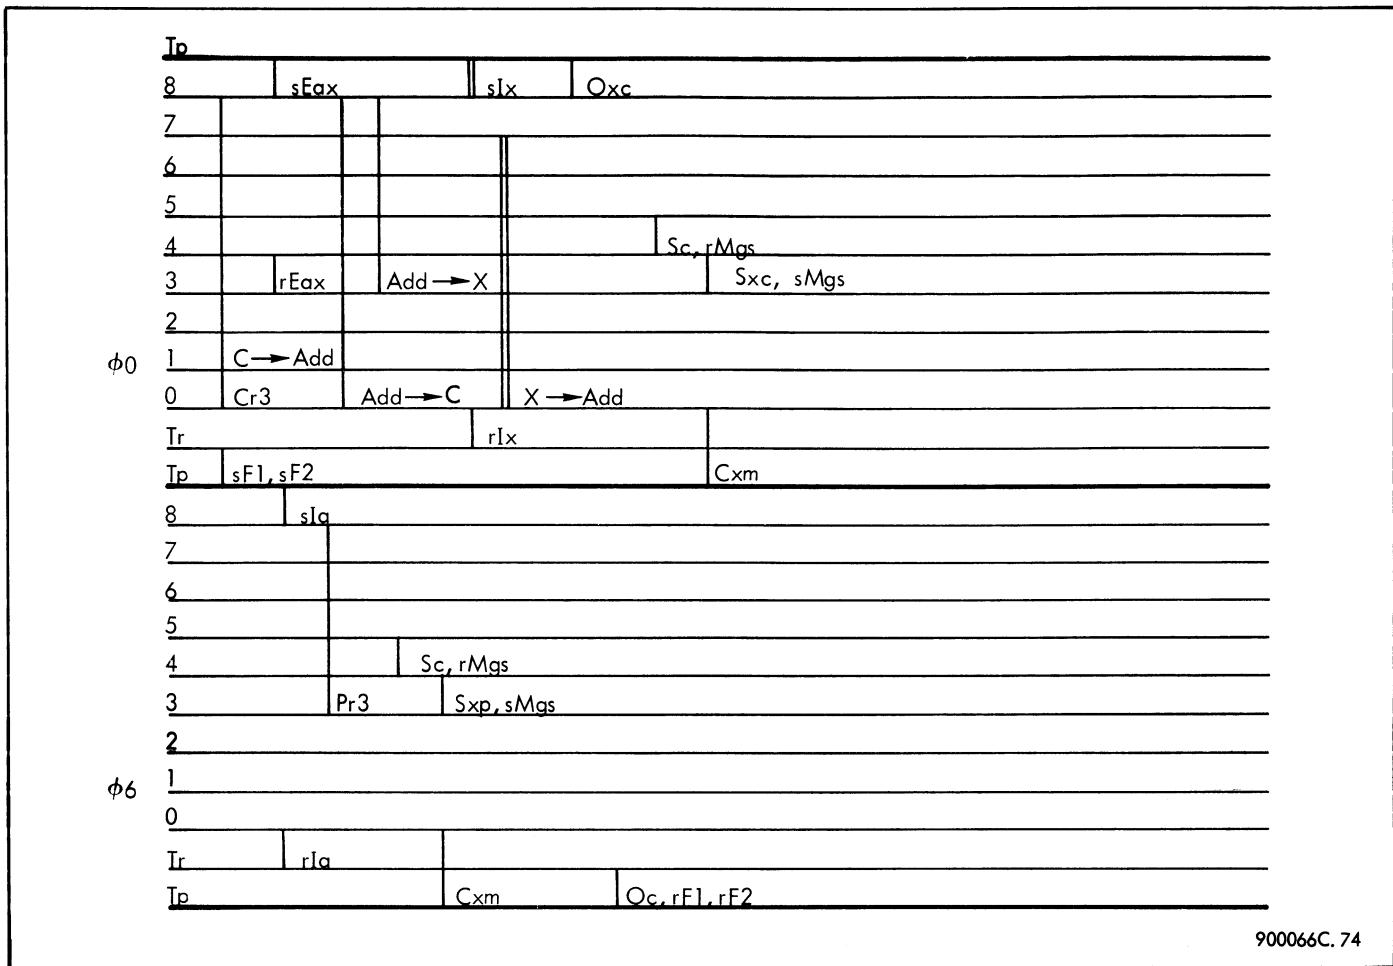 Tp
8 sEax sIx Oxc
7
6
5
4 Sc, rMgs
3 rEax Add → X Sxc, sMgs
2
ϕ0 1 C → Add
0 Cr3 Add → C X → Add
Tr rIx
Tp sF1, sF2 Cxm
8 sIa
7
6
5
4 Sc, rMgs
3 Pr3 Sxp, sMgs
2
ϕ6 1
0
Tr rIa
Tp Cxm Oc, rF1, rF2
900066C. 74